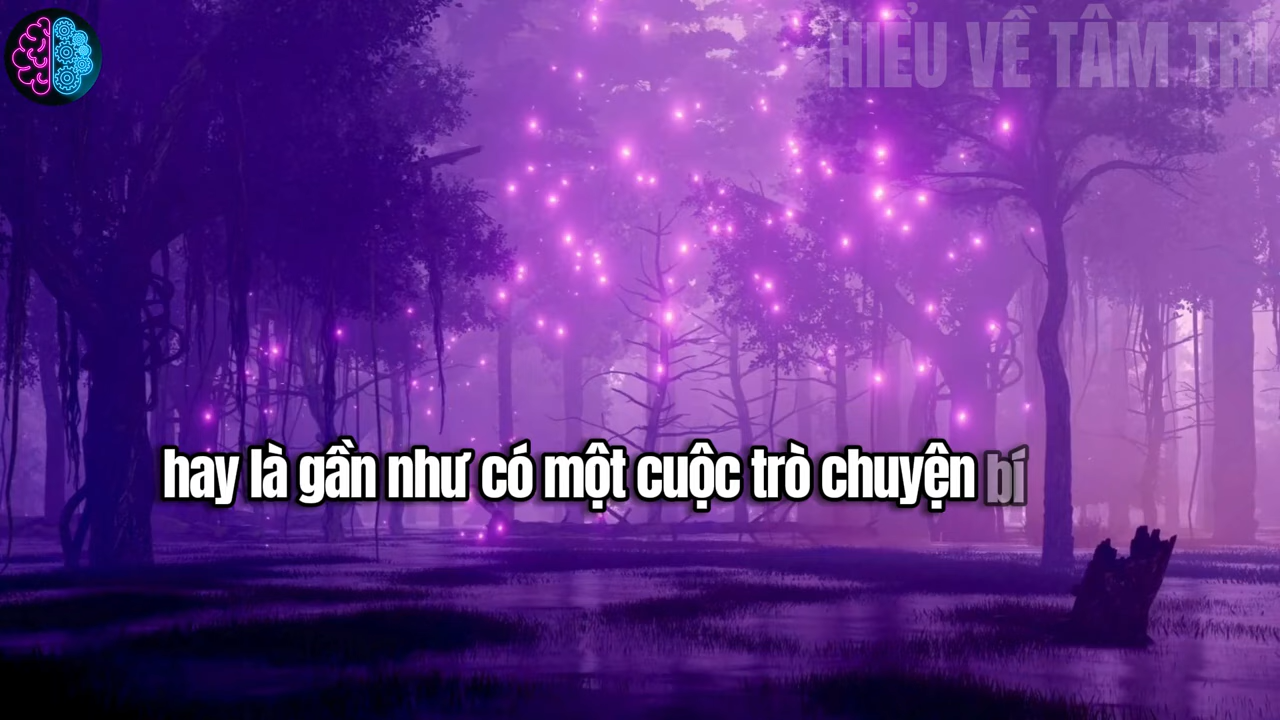 HIỂU VỀ TÂM TRÍ
hay là gần như có một cuộc trò chuyện bí